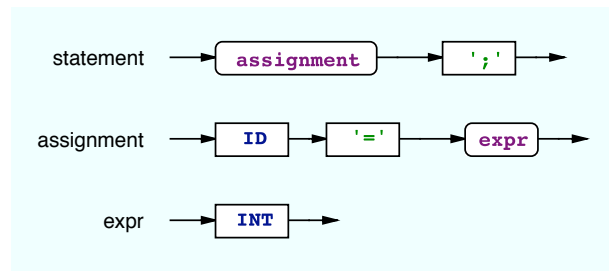 statement assignment ';'
assignment ID '=' expr
expr INT